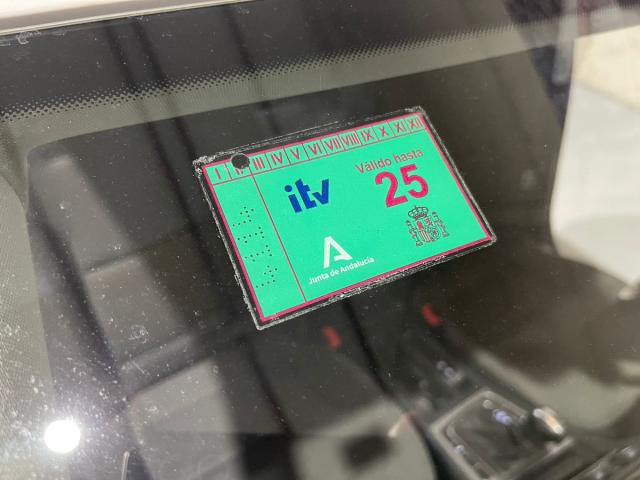 I II III IV V VI VII VIII IX X XI XII
Válido hasta
itv
25
Junta de Andalucía